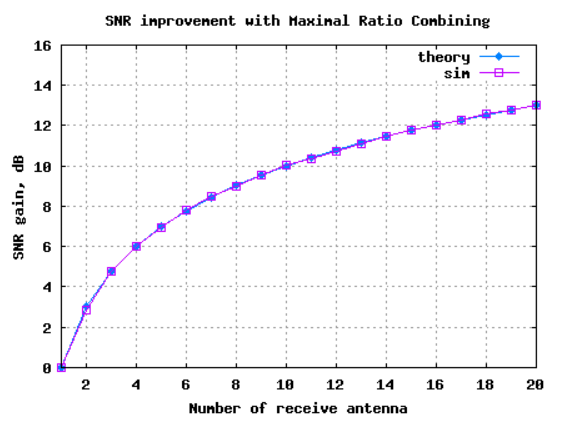 SNR improvement with Maximal Ratio Combining
16
14
12
10
8
6
4
2
0
SNR gain, dB
theory
sim
2 4 6 8 10 12 14 16 18 20
Number of receive antenna